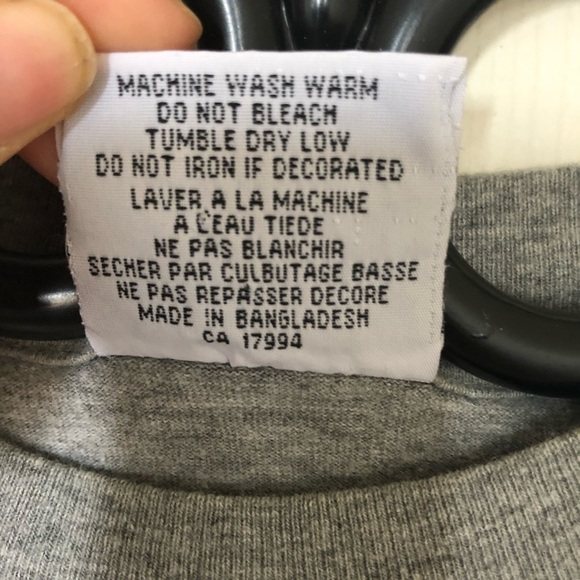 MACHINE WASH WARM
DO NOT BLEACH
TUMBLE DRY LOW
DO NOT IRON IF DECORATED
LAVER A LA MACHINE
A L'EAU TIEDE
NE PAS BLANCHIR
SECHER PAR CULBUTAGE BASSE
NE PAS REPASSER DECORE
MADE IN BANGLADESH
CA 17994